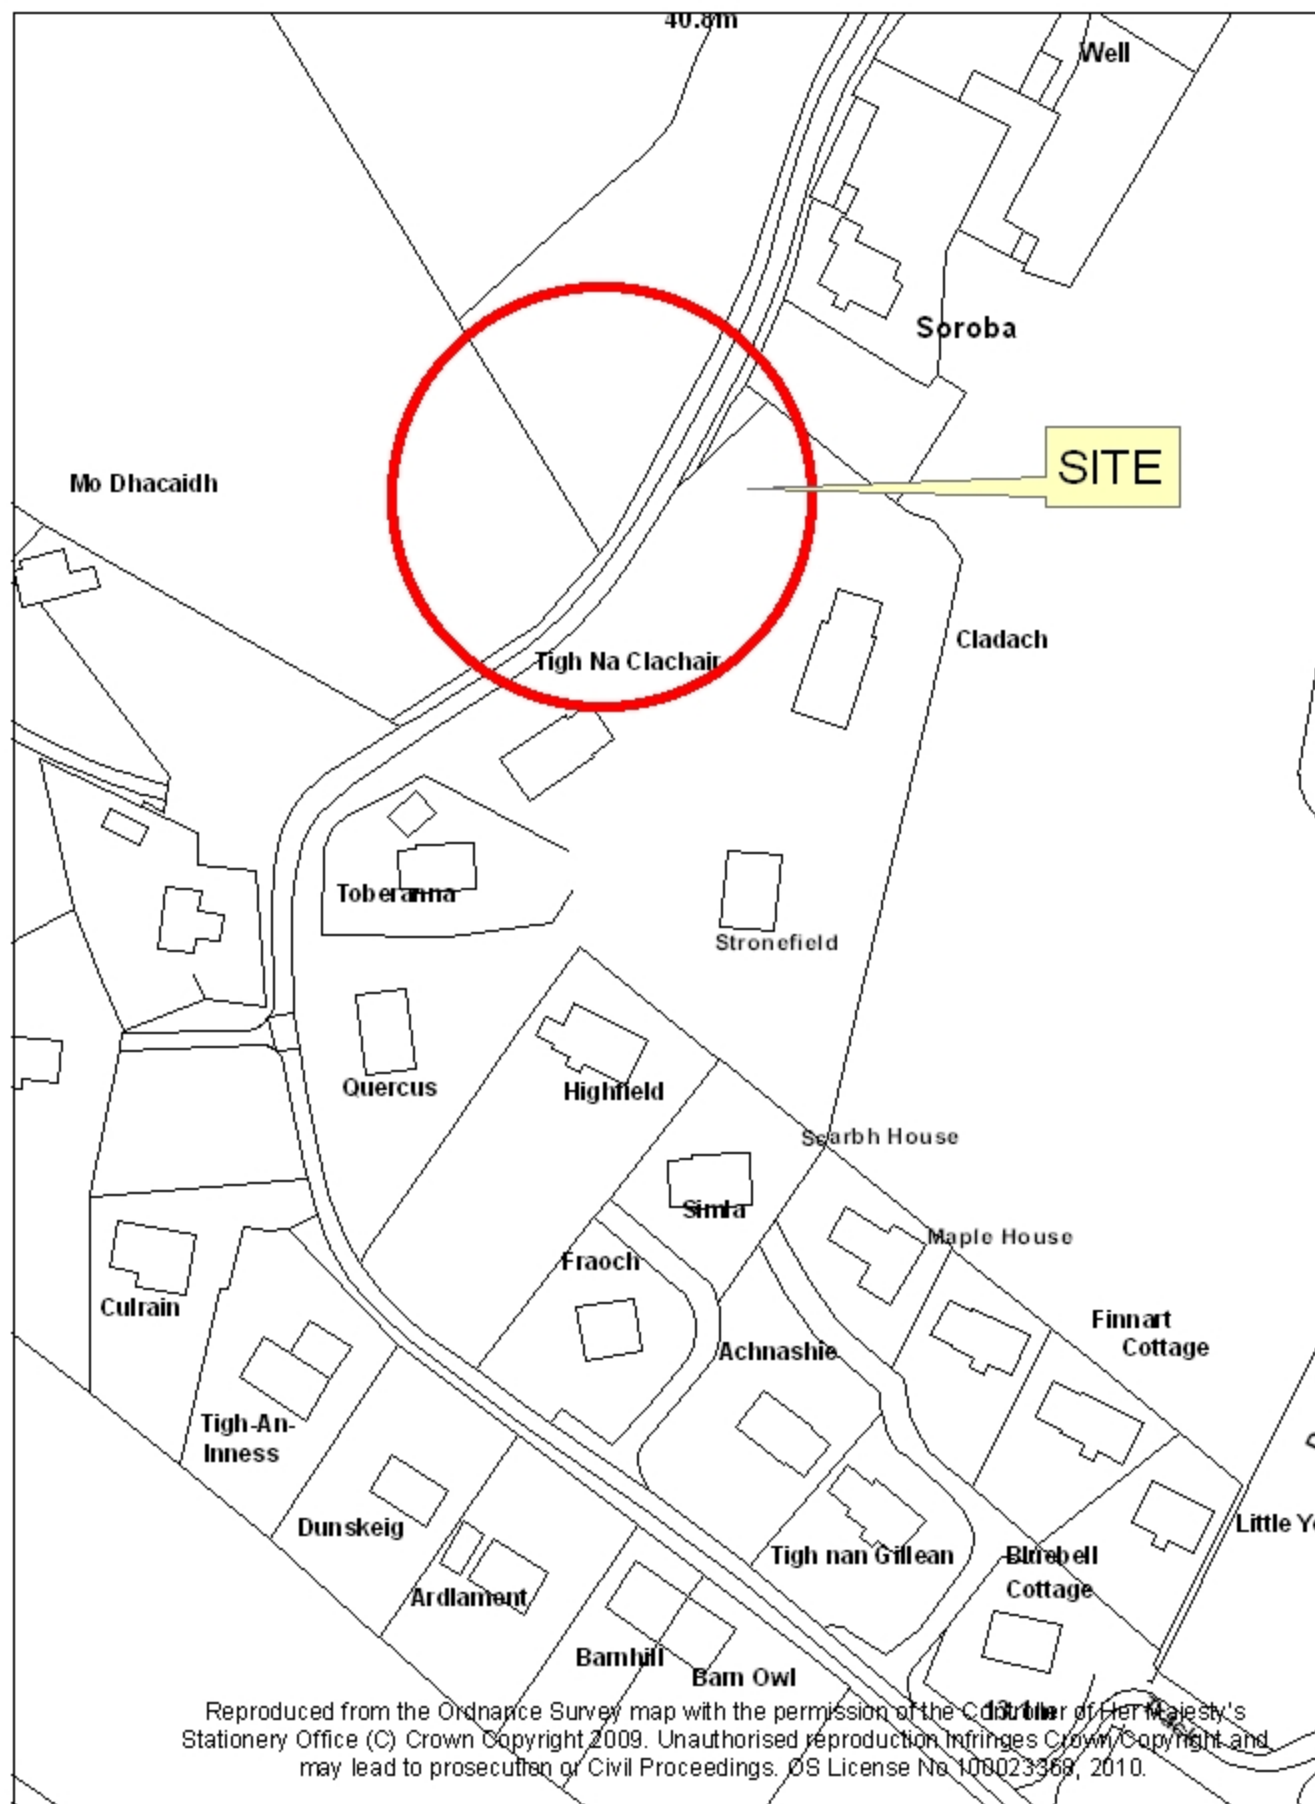 40.8m
Well
Soroba
SITE
Mo Dhacaidh
Cladach
Tigh Na Clachair
Toberanna
Stronefield
Quercus
Highfield
Scarbh House
Simla
Maple House
Fraoch
Culrain
Finnart
Cottage
Achnashie
Tigh-An-
Inness
Dunskeig
Little
Tigh nan Gillean
Bluebell
Cottage
Ardlamont
Barnhill
Barn Owl
13.1m
Reproduced from the Ordnance Survey map with the permission of the Controller of Her Majesty's
Stationery Office (C) Crown Copyright 2009. Unauthorised reproduction infringes Crown Copyright and
may lead to prosecution or Civil Proceedings. OS License No 100023368, 2010.